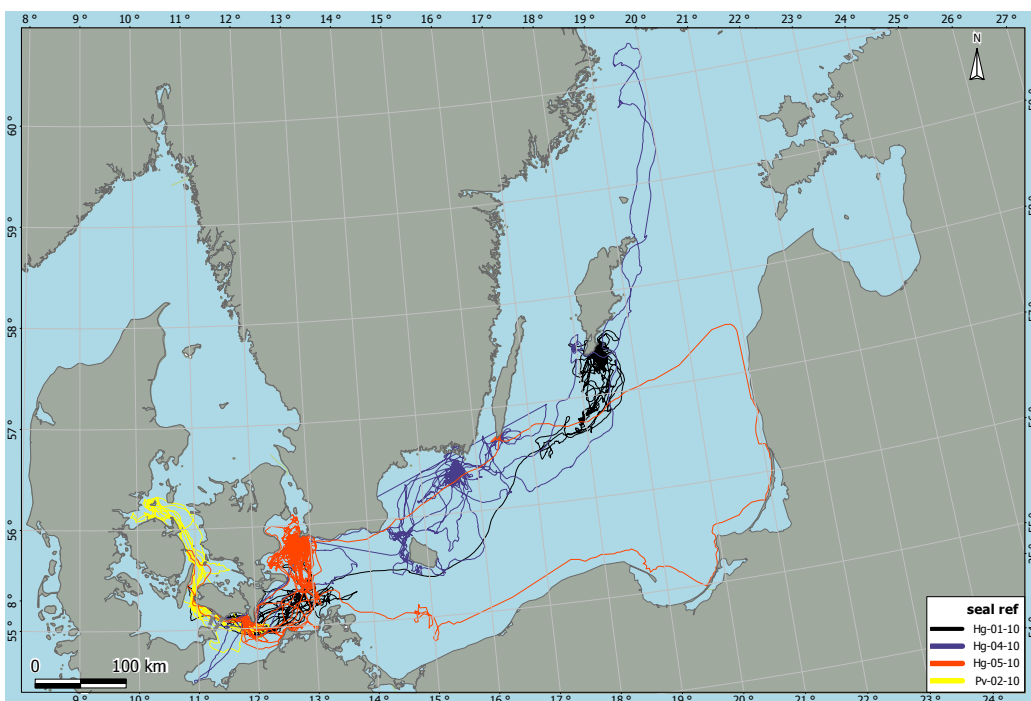 8 ° 9 ° 10 ° 11 ° 12 ° 13 ° 14 ° 15 ° 16 ° 17 ° 18 ° 19 ° 20 ° 21 ° 22 ° 23 ° 24 ° 25 ° 26 ° 27 °
N
60 °
59 °
58 °
57 °
56 °
8 °
55 °
seal ref
Hg-01-10
Hg-04-10
Hg-05-10
Pv-02-10
0 100 km
9 ° 10 ° 11 ° 12 ° 13 ° 14 ° 15 ° 16 ° 17 ° 18 ° 19 ° 20 ° 21 ° 22 ° 23 ° 24 °